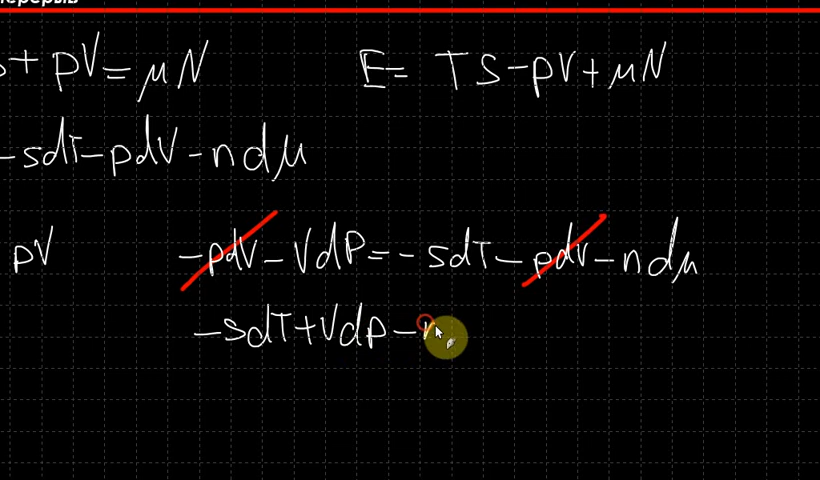 + pV = μN E = TS - pV + μN
- sdT - pdV - ndμ
pV - pdV - Vdp = - sdT - pdV - ndμ
- sdT + Vdp -